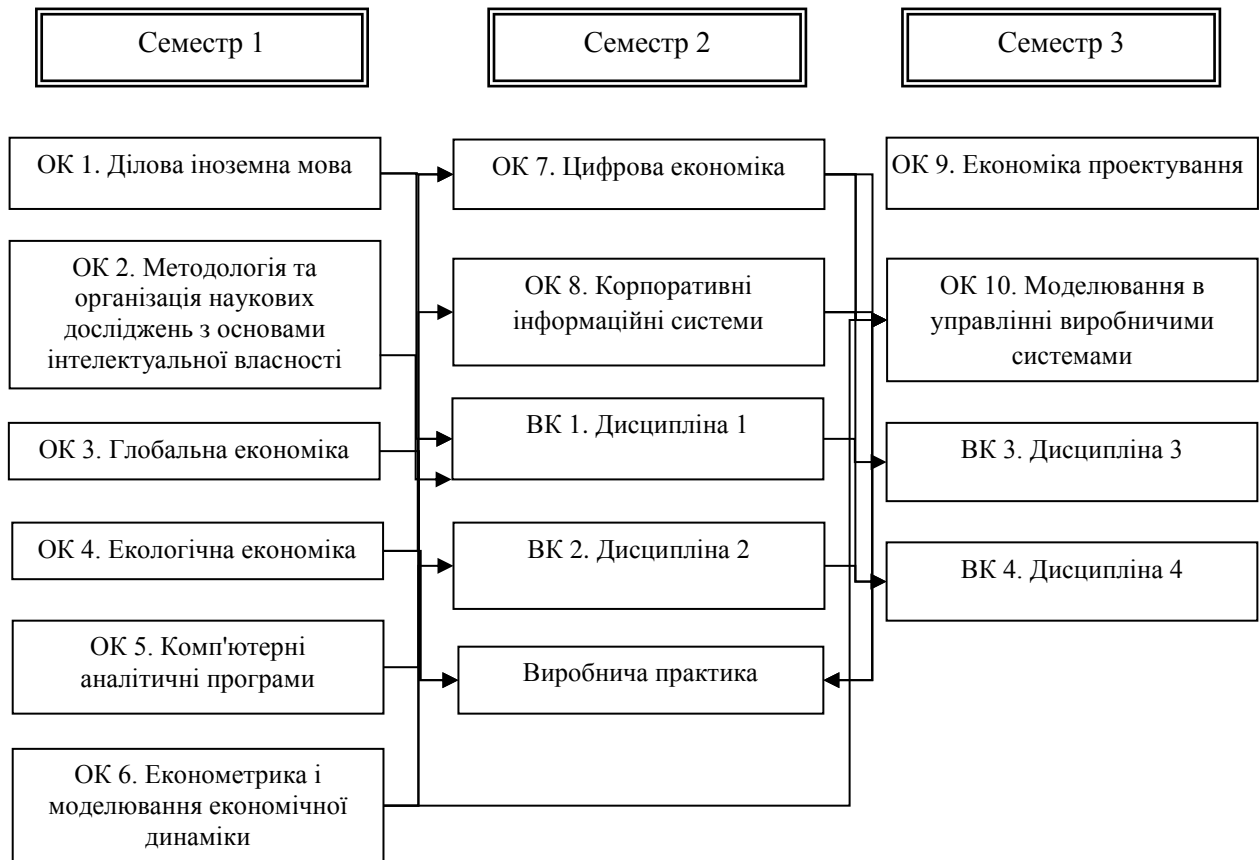 Семестр 1
Семестр 2
Семестр 3
ОК 1. Ділова іноземна мова
ОК 2. Методологія та
організація наукових
досліджень з основами
інтелектуальної власності
ОК 3. Глобальна економіка
ОК 4. Екологічна економіка
ОК 5. Комп'ютерні
аналітичні програми
ОК 6. Економетрика і
моделювання економічної
динаміки
ОК 7. Цифрова економіка
ОК 8. Корпоративні
інформаційні системи
ВК 1. Дисципліна 1
ВК 2. Дисципліна 2
Виробнича практика
ОК 9. Економіка проектування
ОК 10. Моделювання в
управлінні виробничими
системами
ВК 3. Дисципліна 3
ВК 4. Дисципліна 4